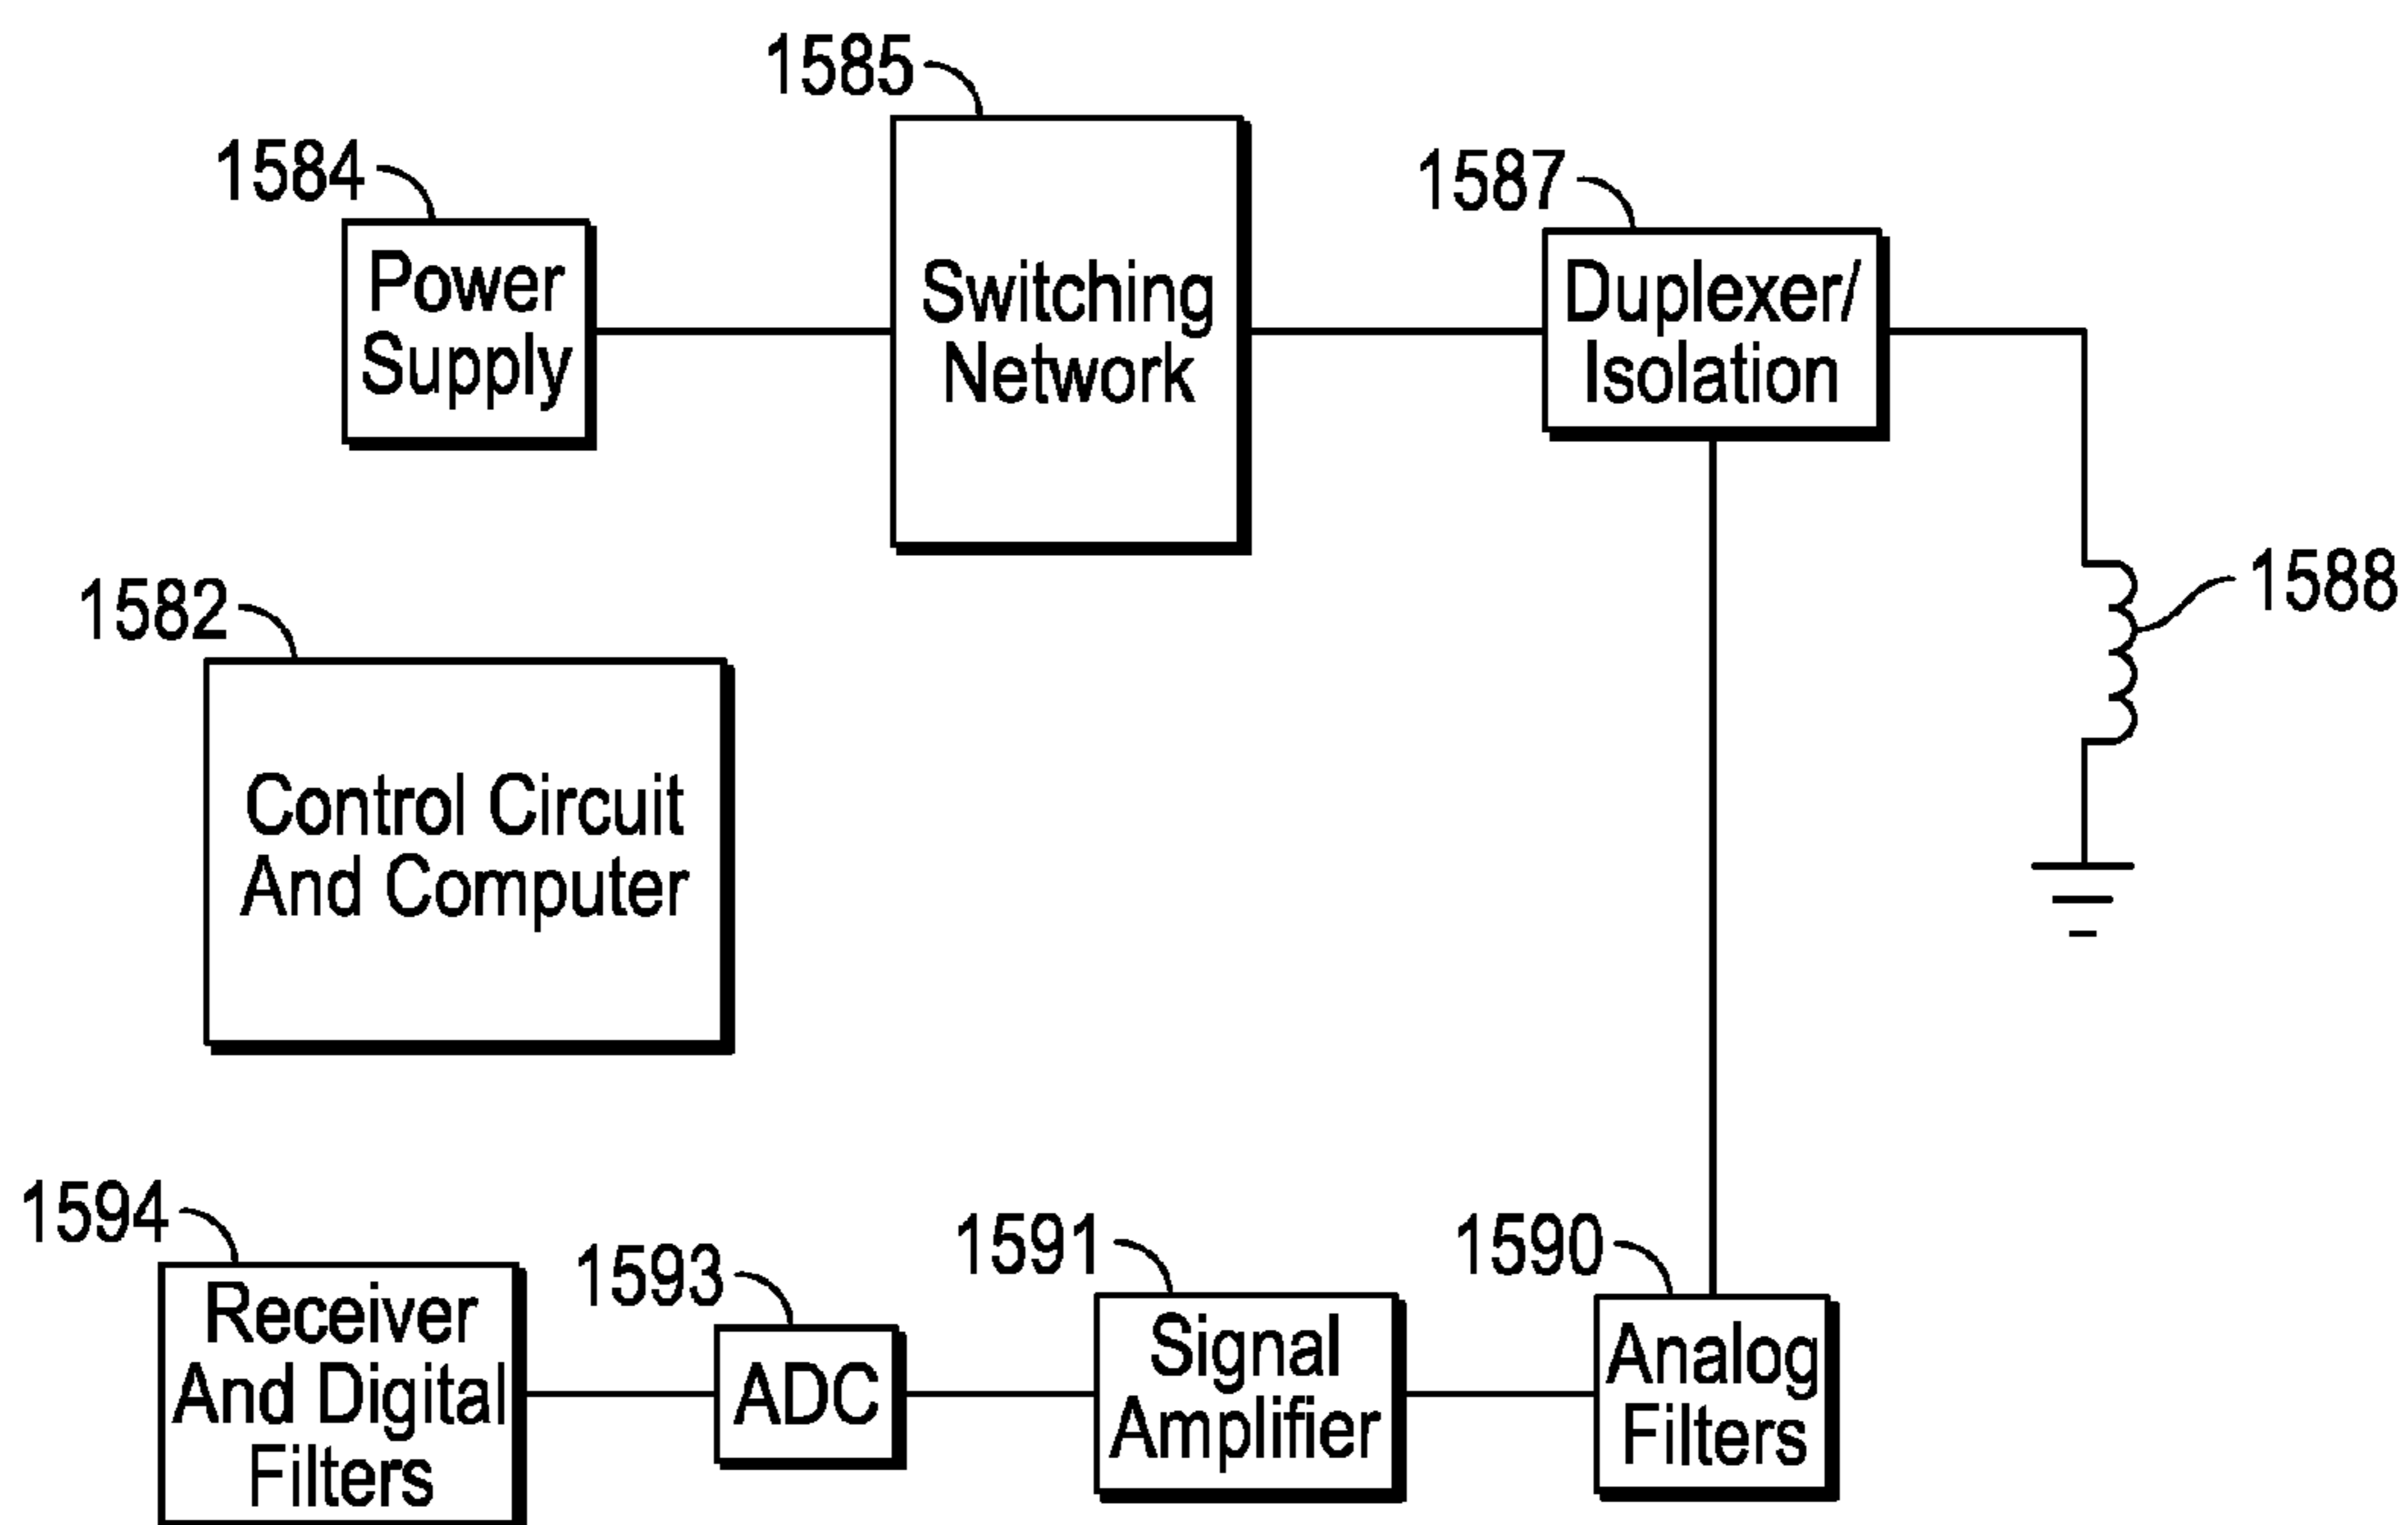 1585
1584
1587
Power
Supply
Switching
Network
Duplexer/
Isolation
1582
1588
Control Circuit
And Computer
1594
1593
1591
1590
Receiver
And Digital
Filters
ADC
Signal
Amplifier
Analog
Filters